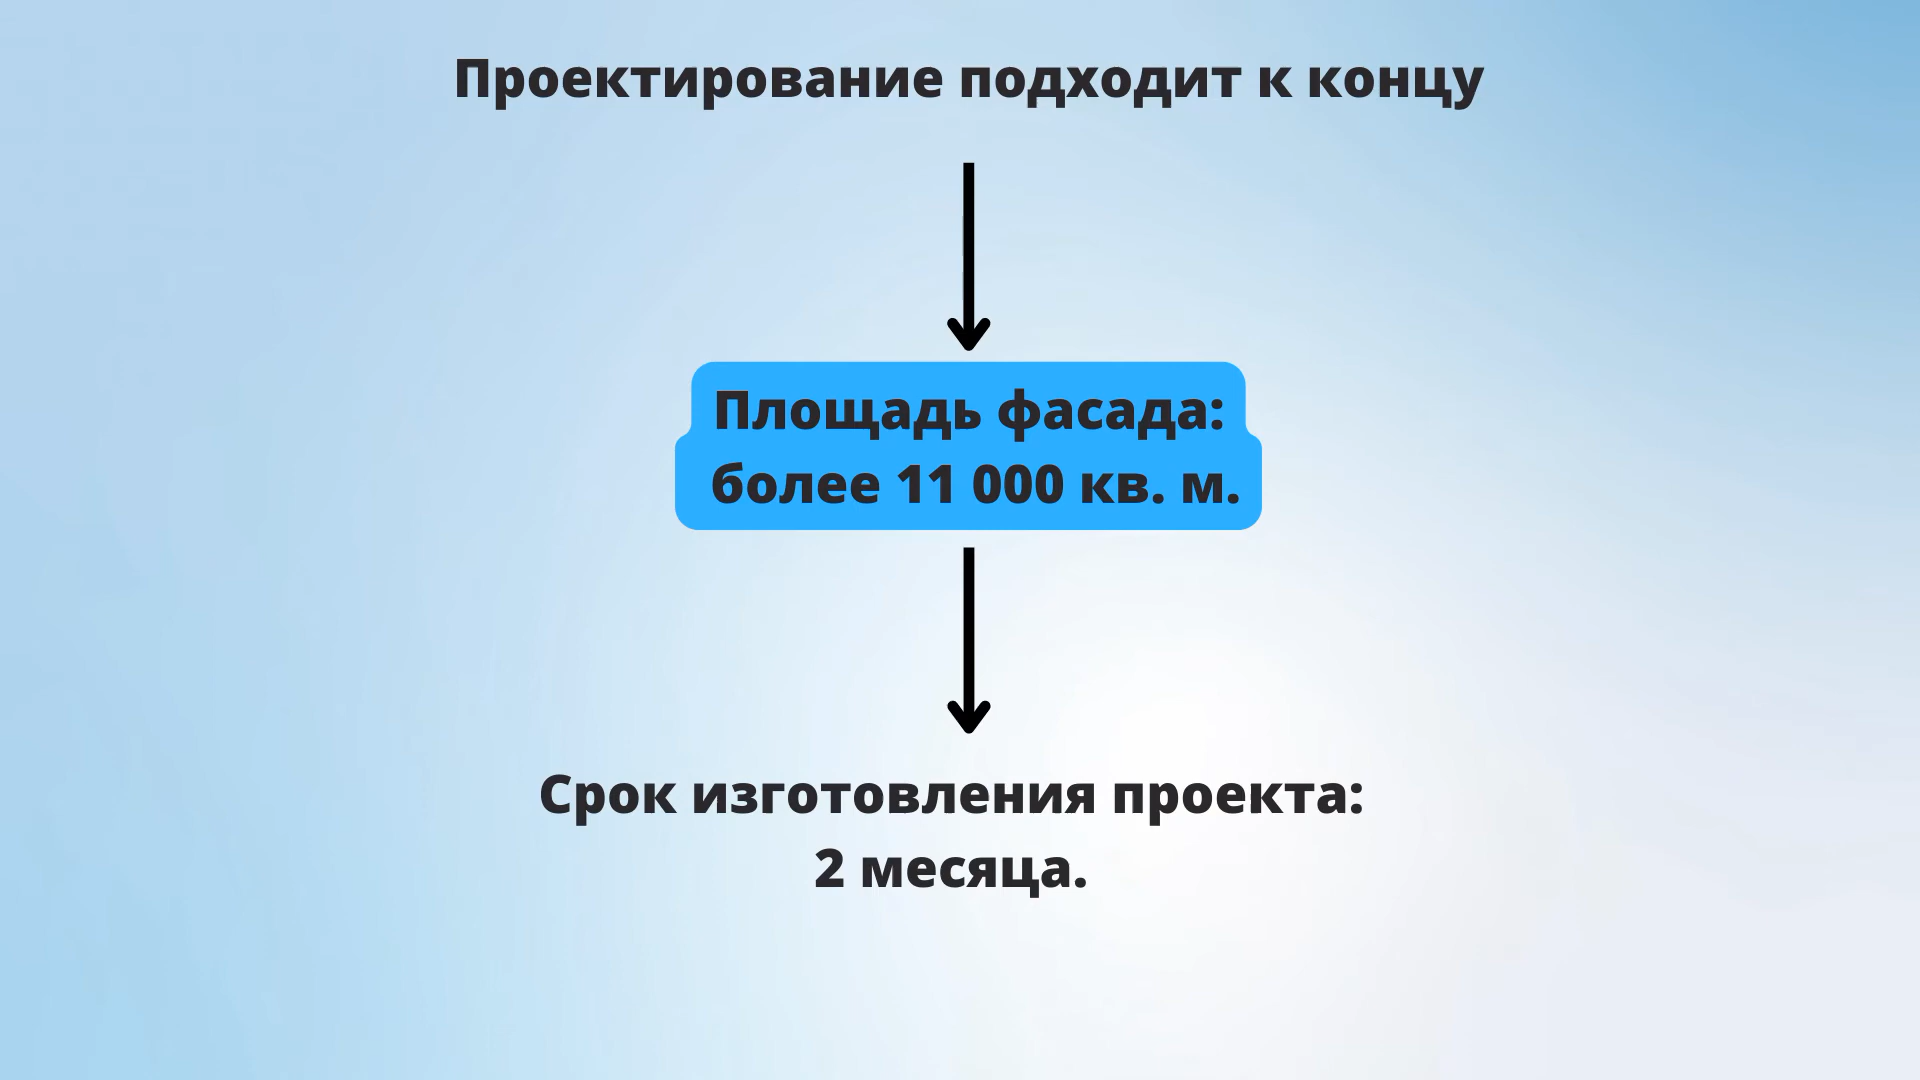 Проектирование подходит к концу
Площадь фасада:
более 11 000 кв. м.
Срок изготовления проекта:
2 месяца.